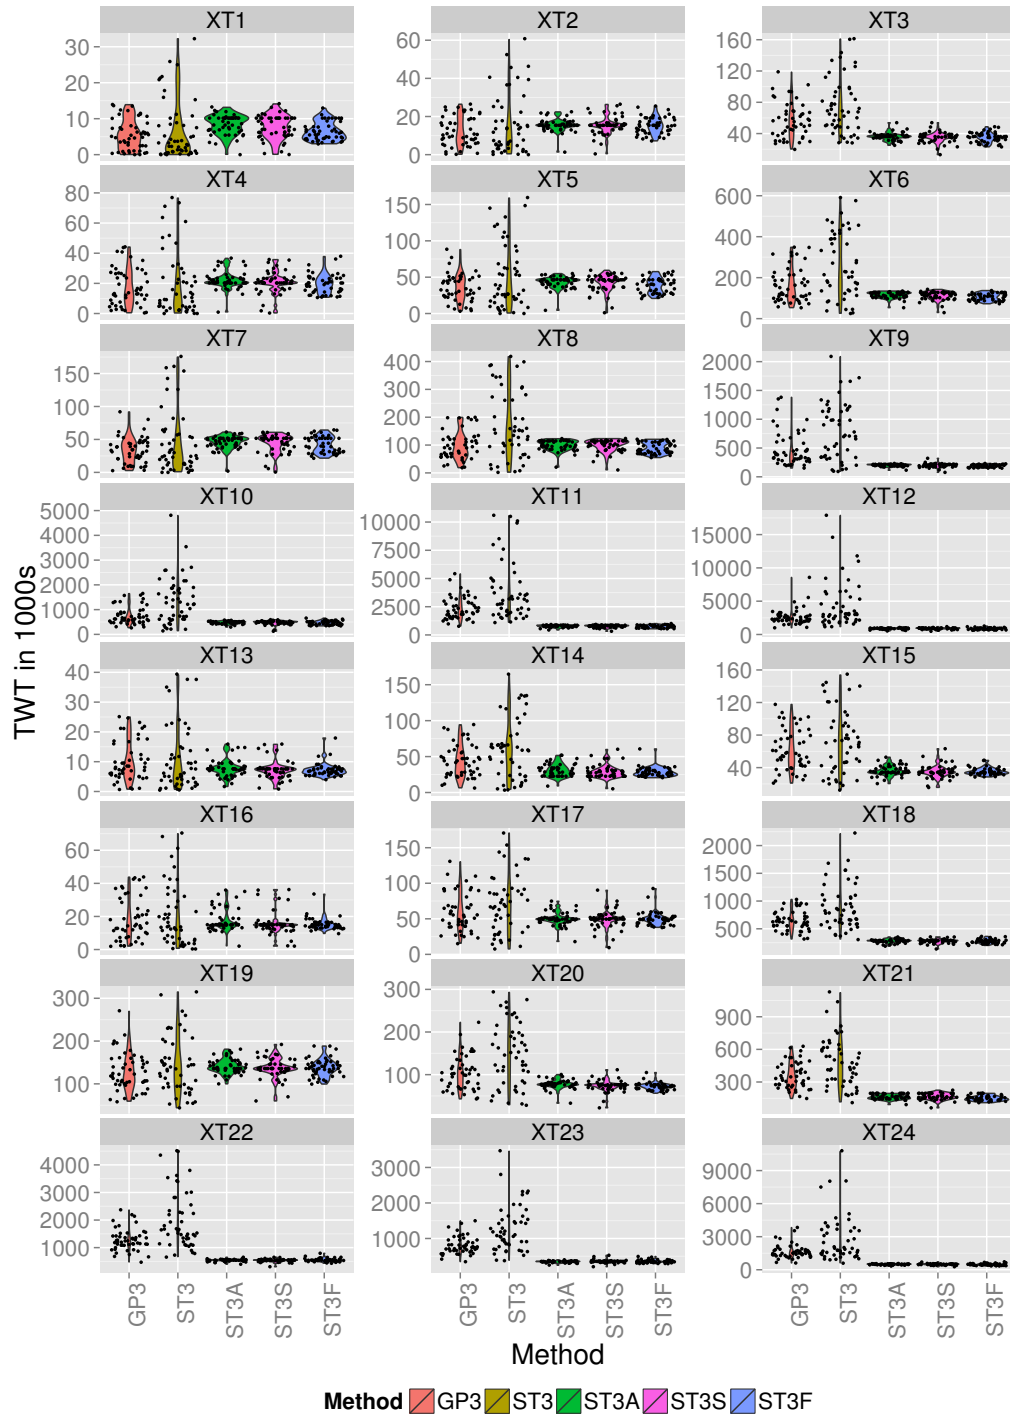 XT1 XT2 XT3
30 60 160
20 40 120
10 20 80
0 0 40
XT4 XT5 XT6
80 150 600
60 100 400
40 50 200
20 0 0
0
XT7 XT8 XT9
150 400 2000
100 300 1500
50 200 1000
0 100 500
0 0
XT10 XT11 XT12
5000 10000 15000
4000 7500 10000
3000 5000 5000
2000 2500 0
1000 0
0
XT13 XT14 XT15
40 150 160
30 100 120
20 50 80
10 0 40
0
XT16 XT17 XT18
60 150 2000
40 100 1500
20 50 1000
0 0 500
XT19 XT20 XT21
300 300 900
200 200 600
100 100 300
XT22 XT23 XT24
4000 3000 9000
3000 2000 6000
2000 1000 3000
1000 0
TWT in 1000s
GP3 ST3 ST3A ST3S ST3F GP3 ST3 ST3A ST3S ST3F GP3 ST3 ST3A ST3S ST3F
Method
Method GP3 ST3 ST3A ST3S ST3F